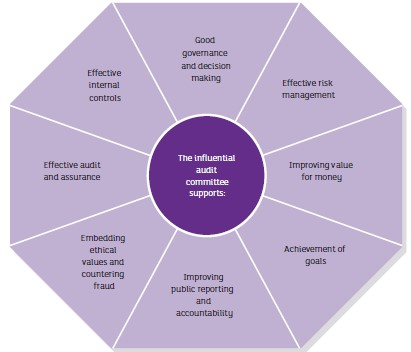 The influential
audit
committee
supports:
Good
governance
and decision
making
Effective risk
management
Improving value
for money
Achievement of
goals
Improving
public reporting
and
accountability
Embedding
ethical
values and
countering
fraud
Effective audit
and assurance
Effective
internal
controls